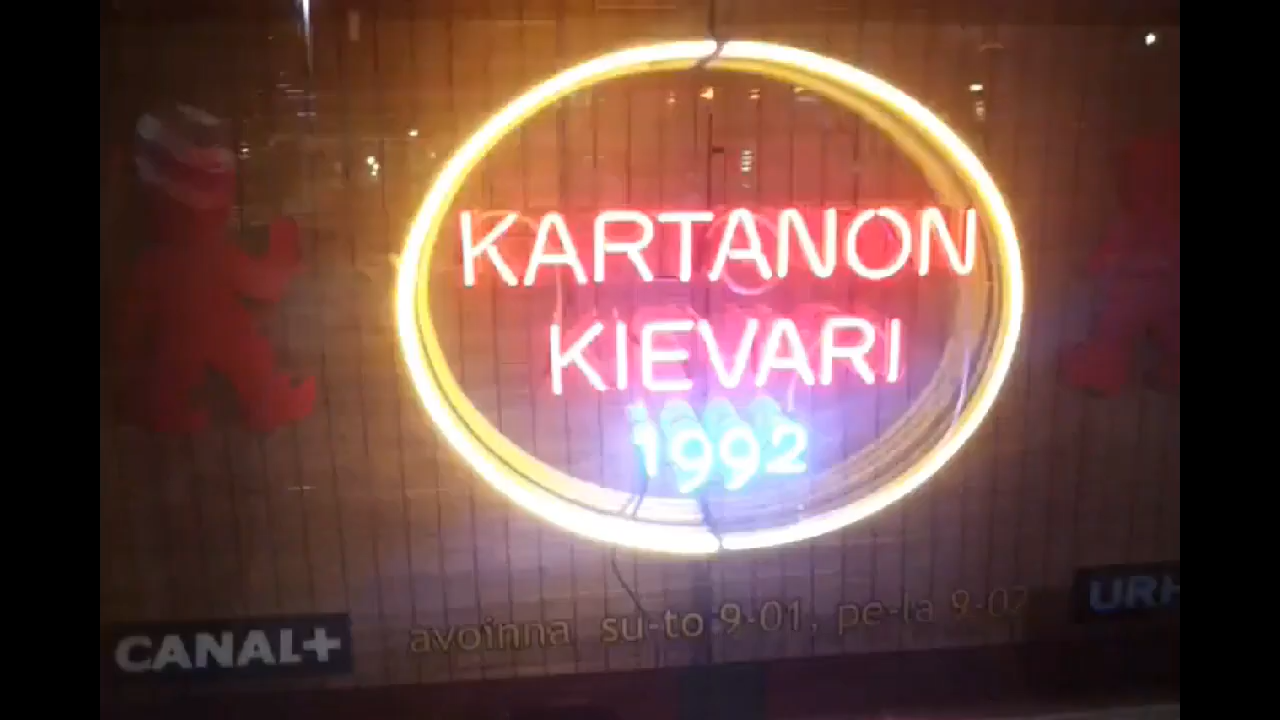 KARTANON
KIEVARI
1992
avoinna su-to 9-01, pe-la 9-02
CANAL+
URH